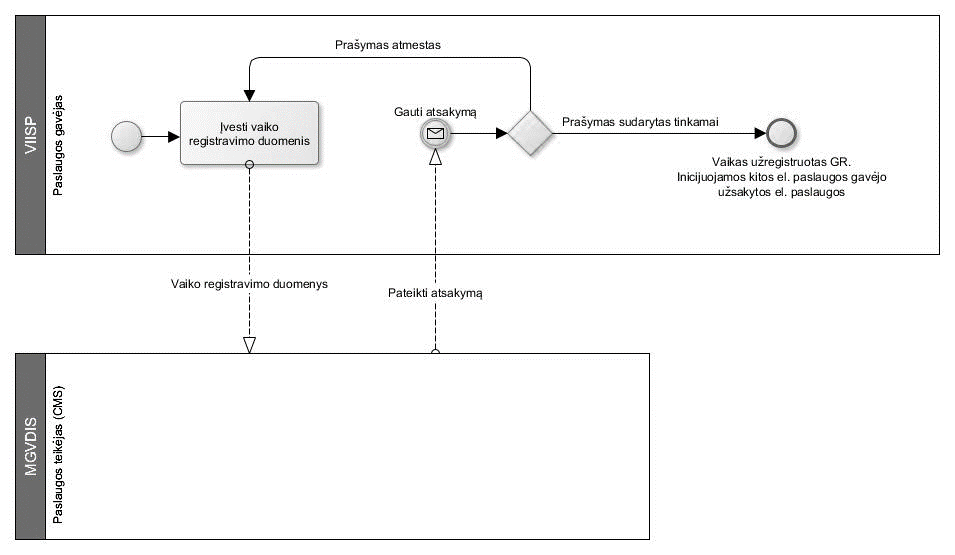 VIISP
Paslaugos gavėjas
Prašymas atmestas
Įvesti vaiko
registravimo duomenis
Gauti atsakymą
Prašymas sudarytas tinkamai
Vaikas užregistruotas GR.
Inicijuojamos kitos el. paslaugos gavėjo
užsakytos el. paslaugos
Vaiko registravimo duomenys
Pateikti atsakymą
MGVDIS
Paslaugos teikėjas (CMS)